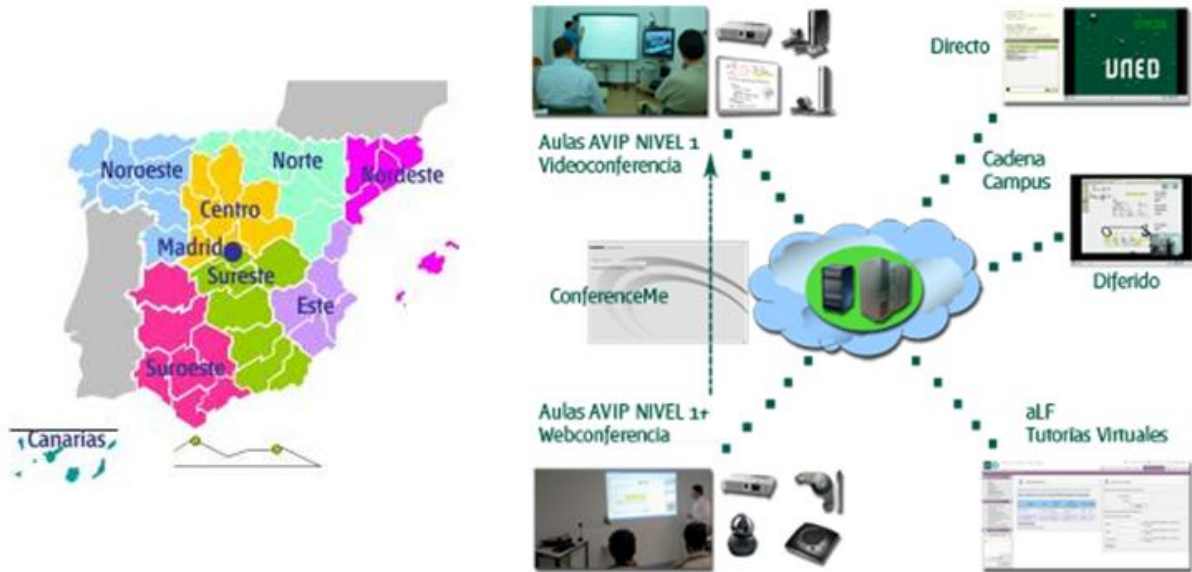 Noroeste
Norte
Nordeste
Centro
Madrid
Sureste
Este
Suroeste
Canarias
Directo
UNED
Aulas AVIP NIVEL 1
Videoconferencia
Cadena
Campus
ConferenceMe
Diferido
Aulas AVIP NIVEL 1+
Webconferencia
aLF
Tutorías Virtuales